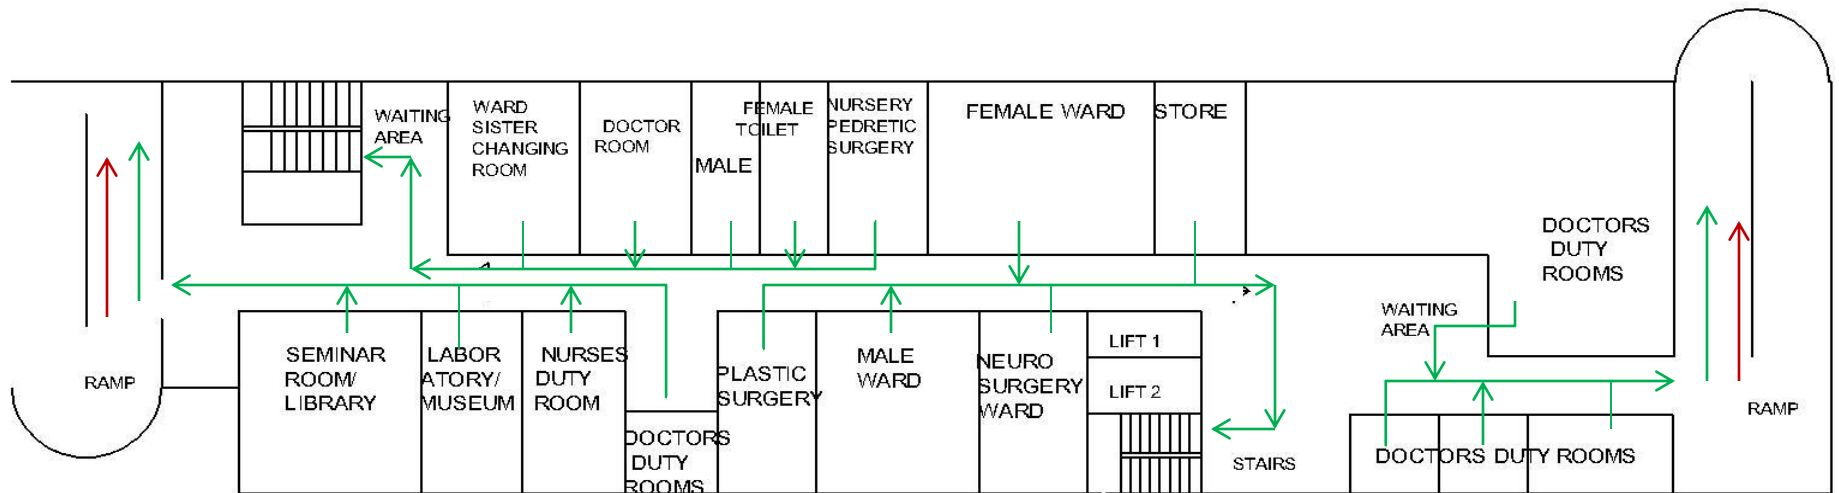 WAITING
AREA
WARD
SISTER
CHANGING
ROOM
DOCTOR
ROOM
MALE
FEMALE
TOILET
NURSERY
PEDRETIC
SURGERY
FEMALE WARD
STORE
DOCTORS
DUTY
ROOMS
WAITING
AREA
RAMP
SEMINAR
ROOM/
LIBRARY
LABOR
ATORY/
MUSEUM
NURSES
DUTY
ROOM
DOCTORS
DUTY
ROOMS
PLASTIC
SURGERY
MALE
WARD
NEURO
SURGERY
WARD
LIFT 1
LIFT 2
STAIRS
DOCTORS DUTY ROOMS
RAMP